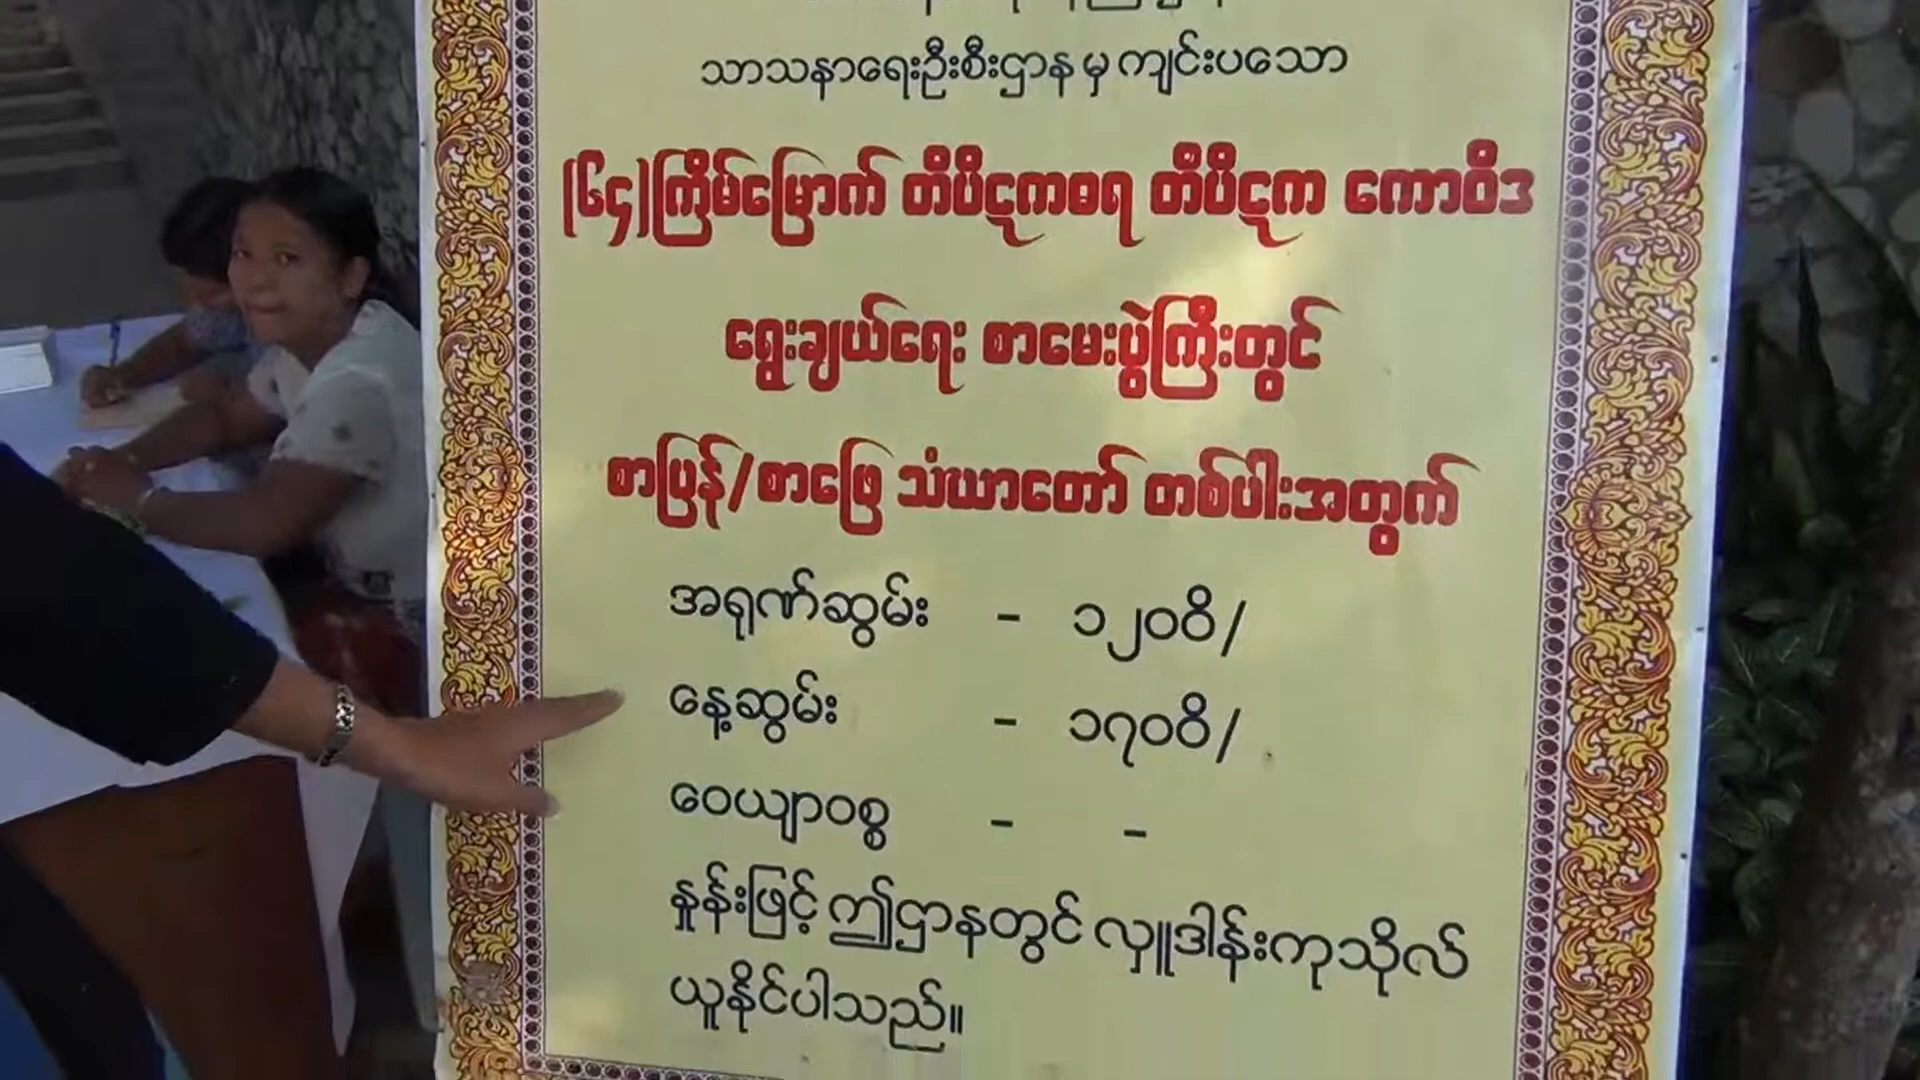 သာသနာရေးဦးစီးဌာန မှ ကျင်းပသော
(၆၄)ကြိမ်မြောက် တိပိဋကဓရ တိပိဋက ကောဝိဒ
ရွေးချယ်ရေး စာမေးပွဲကြီးတွင်
စာပြန်/စာဖြေ သံဃာတော် တစ်ပါးအတွက်
အရုဏ်ဆွမ်း - ၁၂၀ဝိ/
နေ့ဆွမ်း - ၁၇၀ဝိ/
ဝေယျာဝစ္စ - -
နှုန်းဖြင့် ဤဌာနတွင် လှူဒါန်းကုသိုလ်
ယူနိုင်ပါသည်။